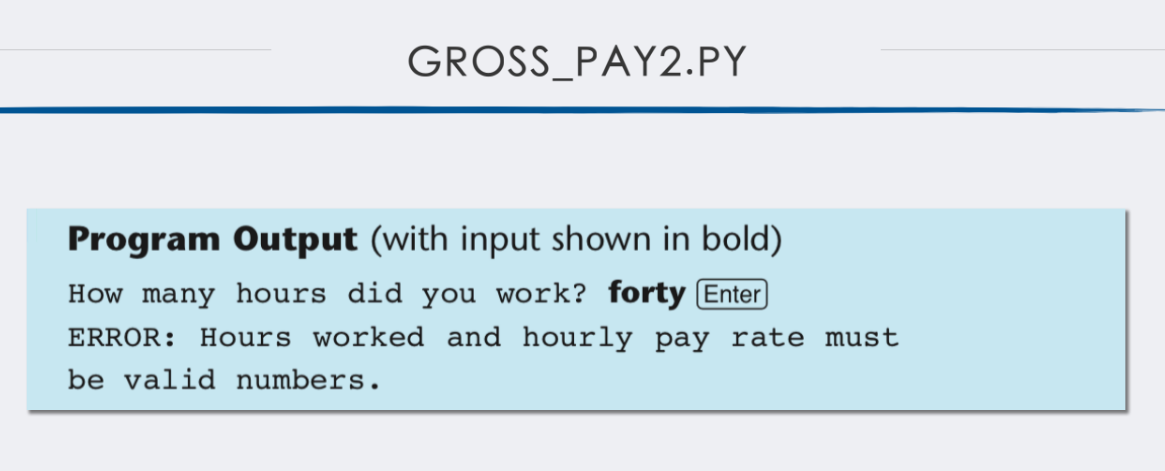 GROSS_PAY2.PY
Program Output (with input shown in bold)
How many hours did you work? forty Enter
ERROR: Hours worked and hourly pay rate must
be valid numbers.